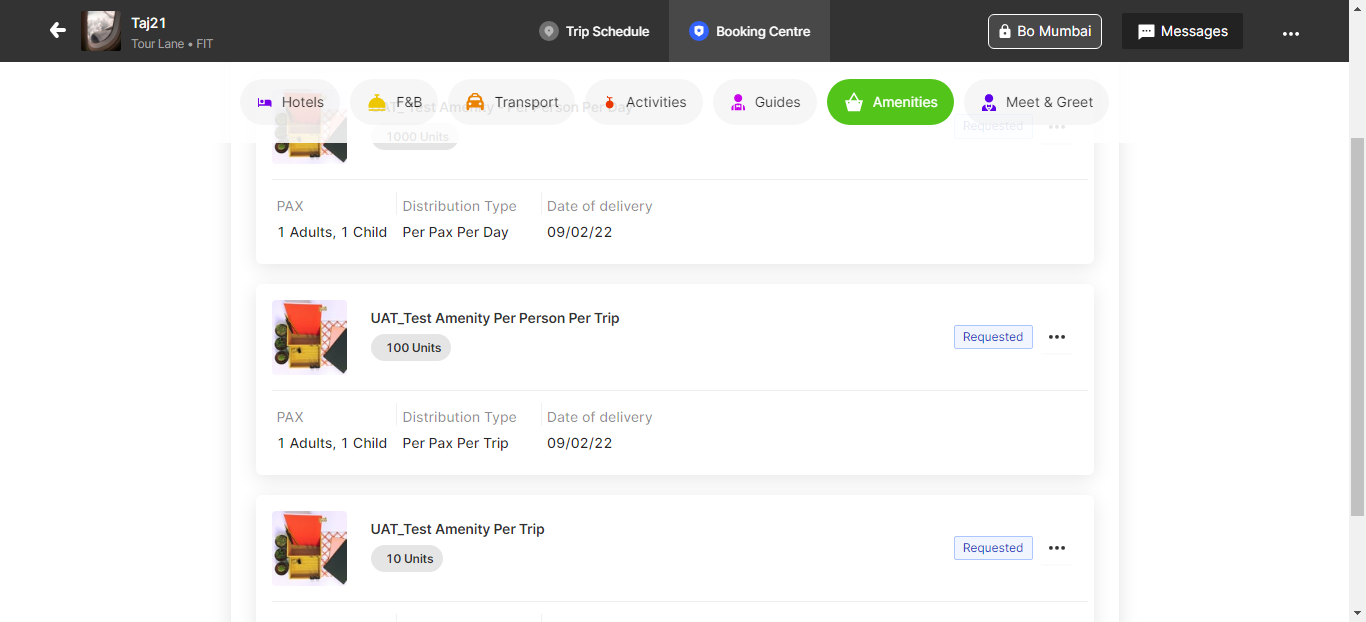 Taj21
Tour Lane • FIT
Trip Schedule
Booking Centre
Bo Mumbai
Messages
Hotels
F&B
Transport
Activities
Guides
Amenities
Meet & Greet
UAT_Test Amenity Per Person Per Day
1000 Units
Requested
PAX
Distribution Type
Date of delivery
1 Adults, 1 Child
Per Pax Per Day
09/02/22
UAT_Test Amenity Per Person Per Trip
100 Units
Requested
PAX
Distribution Type
Date of delivery
1 Adults, 1 Child
Per Pax Per Trip
09/02/22
UAT_Test Amenity Per Trip
10 Units
Requested